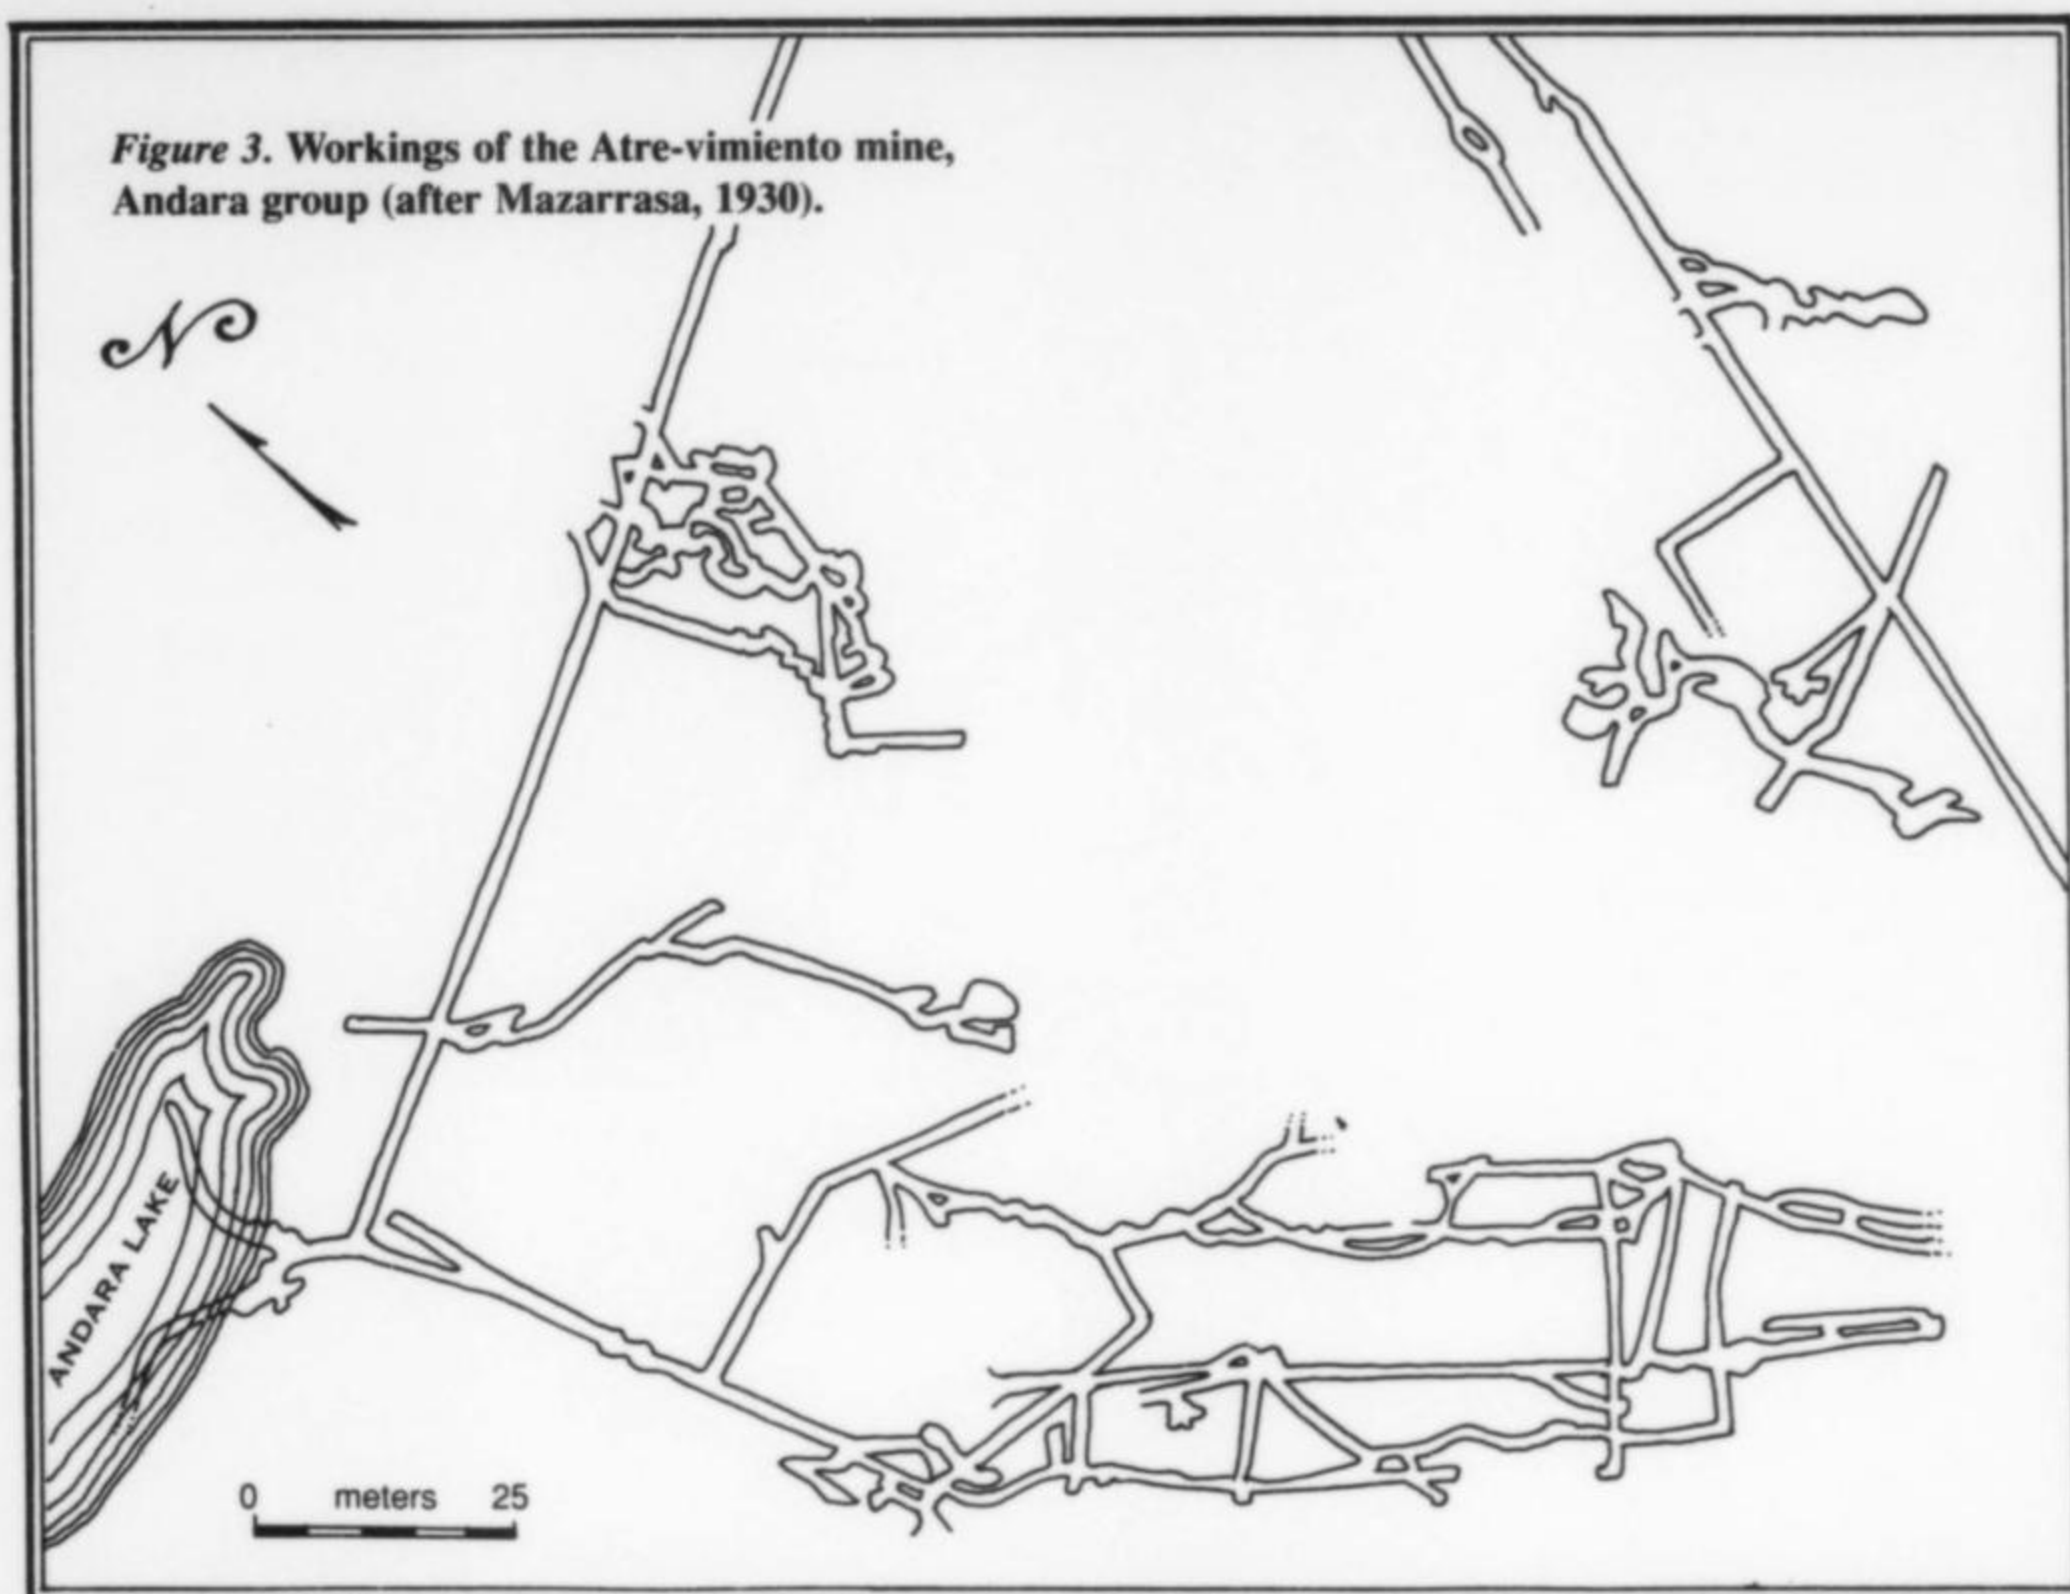 Figure 3. Workings of the Atre-vimiento mine,
Andara group (after Mazarrasa, 1930).
N
ANDARA LAKE
0 meters 25